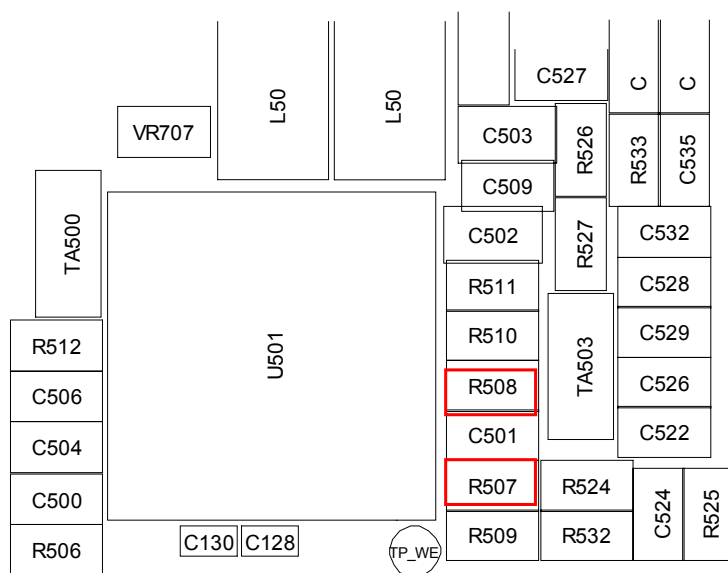 C527
C
C
L50
L50
VR707
C503
R526
R533
C535
C509
TA500
C502
R527
C532
R511
C528
R512
R510
U501
TA503
C529
C506
R508
C526
C504
C501
C522
C500
R507
R524
C524
R525
R506
C130
C128
TP_WE
R509
R532